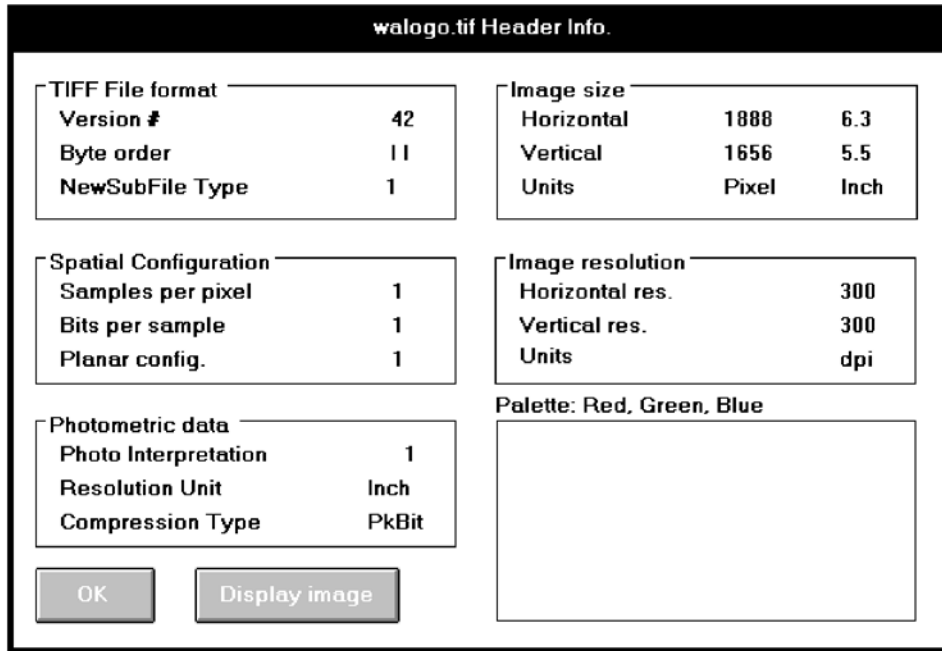 walogo.tif Header Info.
TIFF File format
Version # 42
Byte order II
NewSubFile Type 1
Spatial Configuration
Samples per pixel 1
Bits per sample 1
Planar config. 1
Photometric data
Photo Interpretation 1
Resolution Unit Inch
Compression Type PkBit
OK Display image
Image size
Horizontal 1888 6.3
Vertical 1656 5.5
Units Pixel Inch
Image resolution
Horizontal res. 300
Vertical res. 300
Units dpi
Palette: Red, Green, Blue